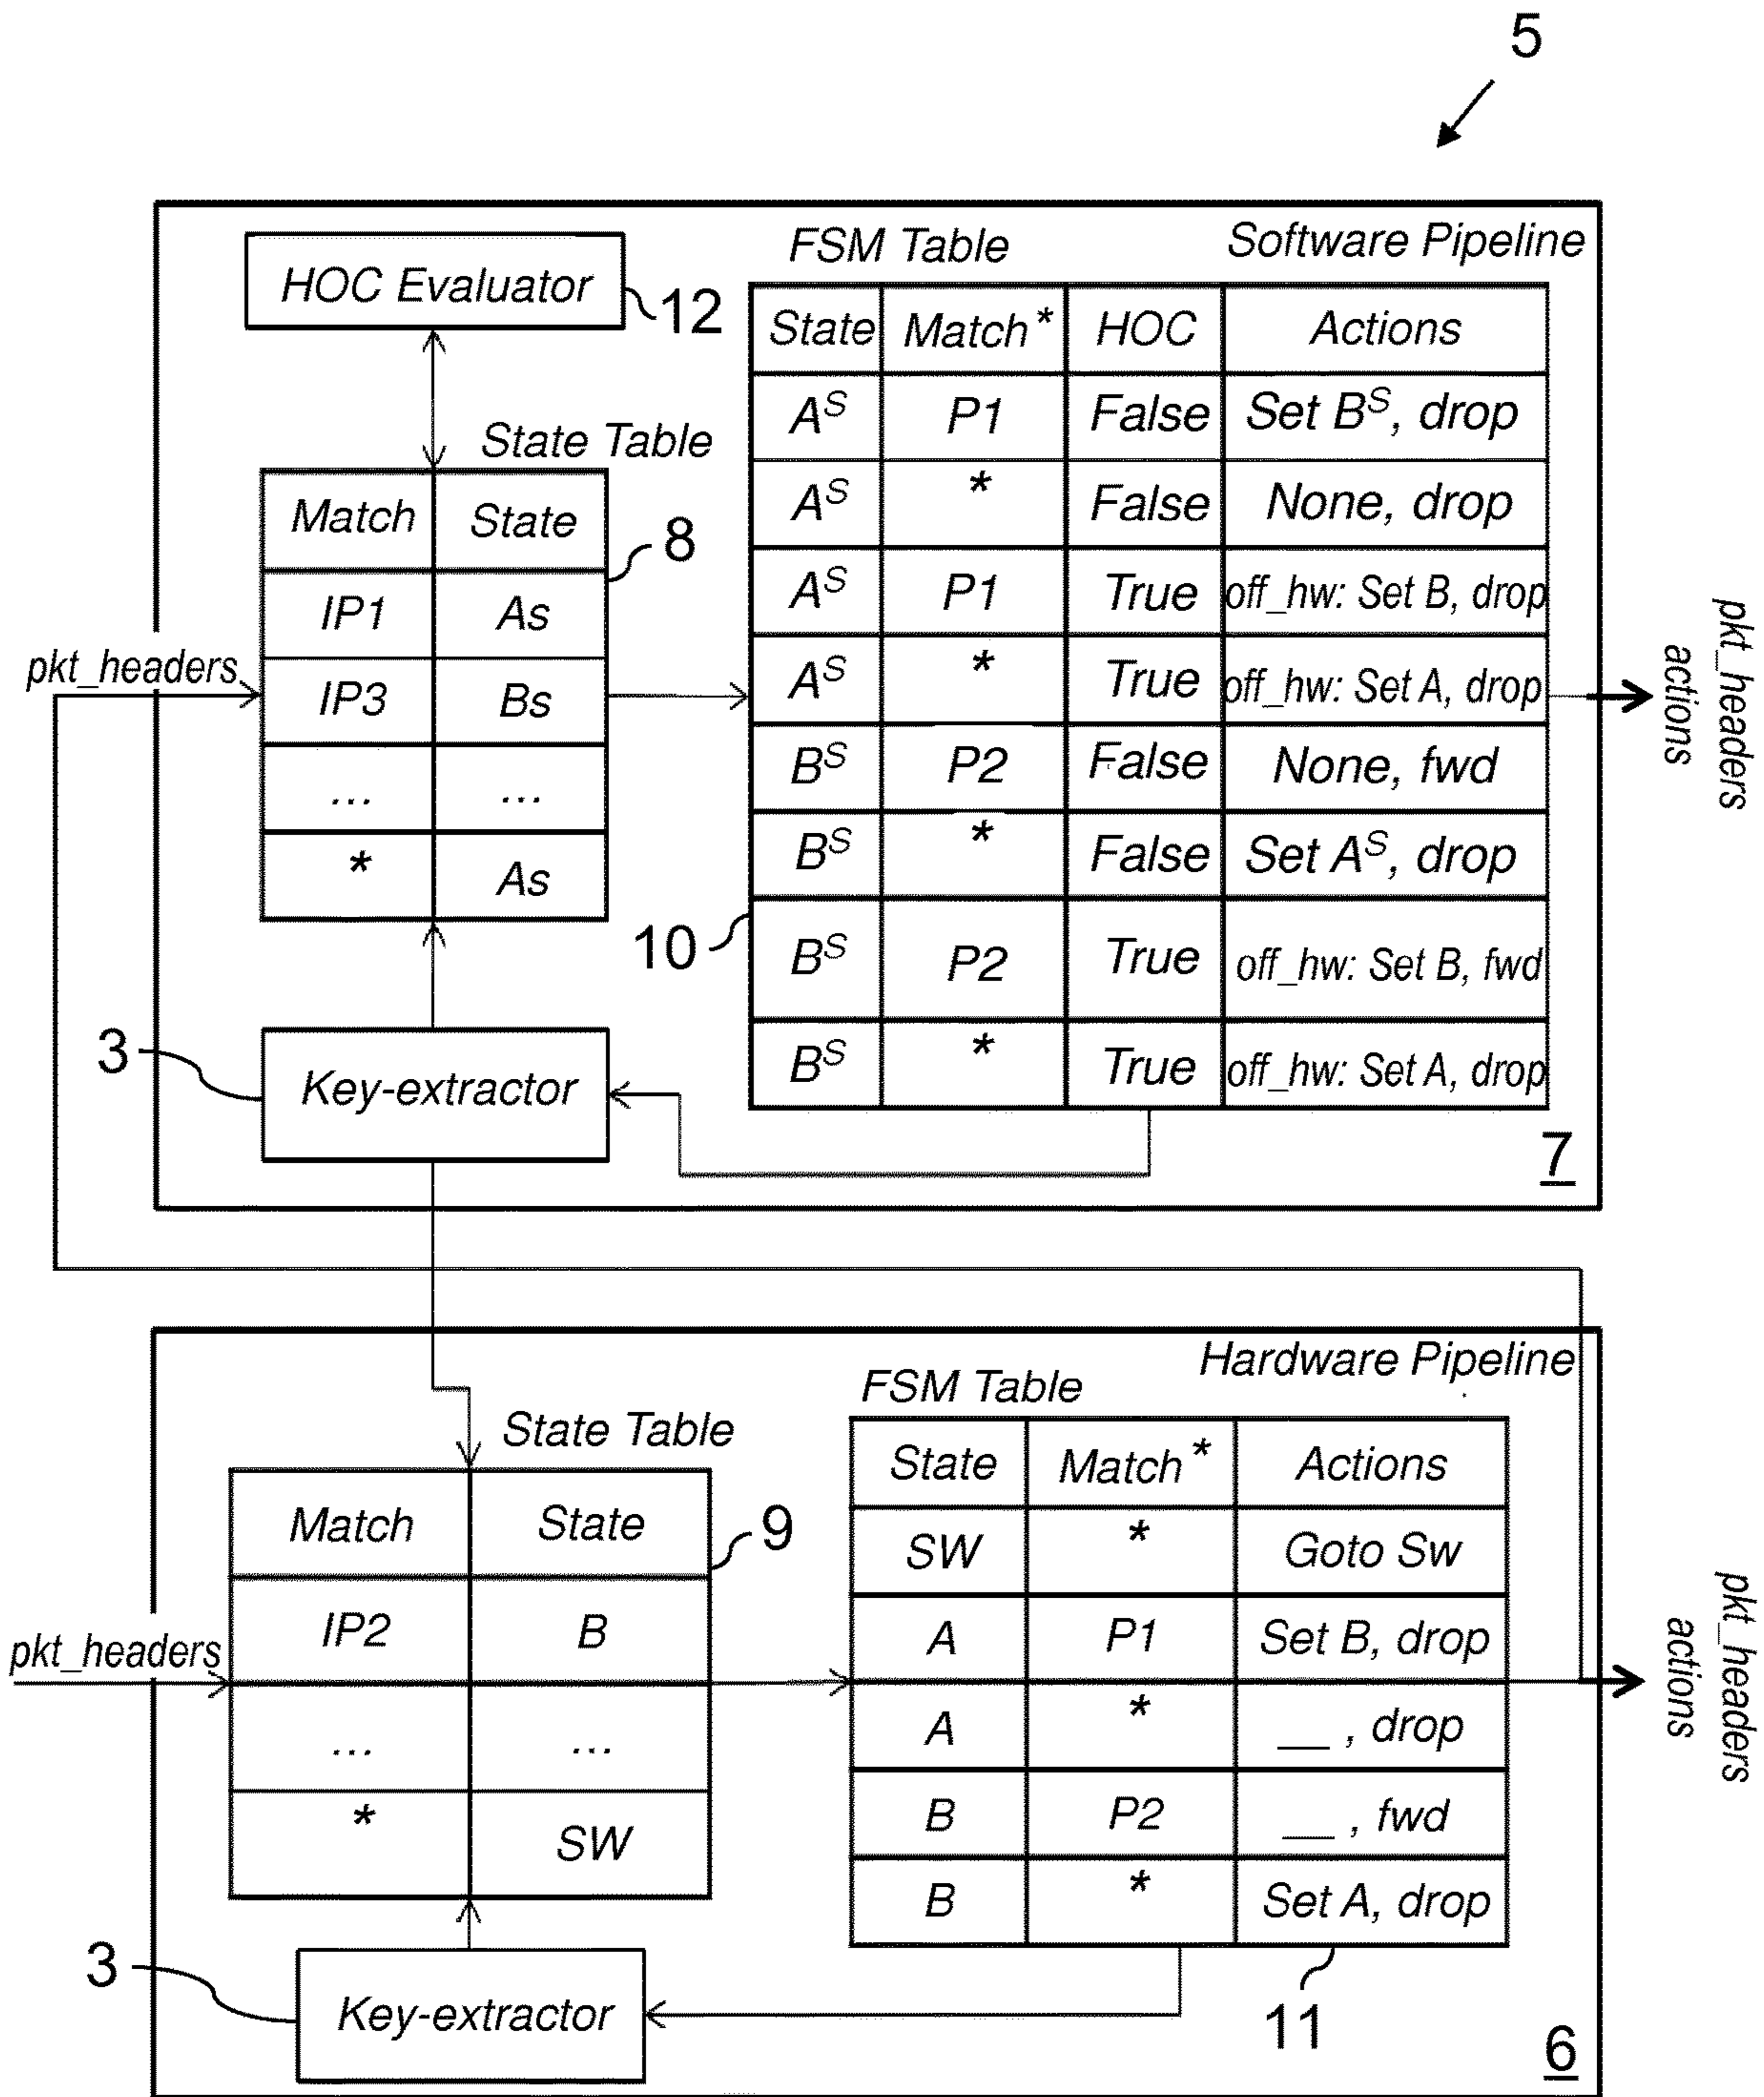 5
FSM Table
Software Pipeline
HOC Evaluator
12
State Match* HOC Actions
A^S P1 False Set B^S, drop
A^S * False None, drop
A^S P1 True off_hw: Set B, drop
A^S * True off_hw: Set A, drop
B^S P2 False None, fwd
B^S * False Set A^S, drop
B^S P2 True off_hw: Set B, fwd
B^S * True off_hw: Set A, drop
10
State Table
Match State
IP1 As
IP3 Bs
... ...
* As
8
pkt_headers
pkt_headers
actions
3
Key-extractor
7
Hardware Pipeline
FSM Table
State Match* Actions
SW * Goto Sw
A P1 Set B, drop
A * __ , drop
B P2 __ , fwd
B * Set A, drop
11
State Table
Match State
IP2 B
... ...
* SW
9
pkt_headers
pkt_headers
actions
3
Key-extractor
6